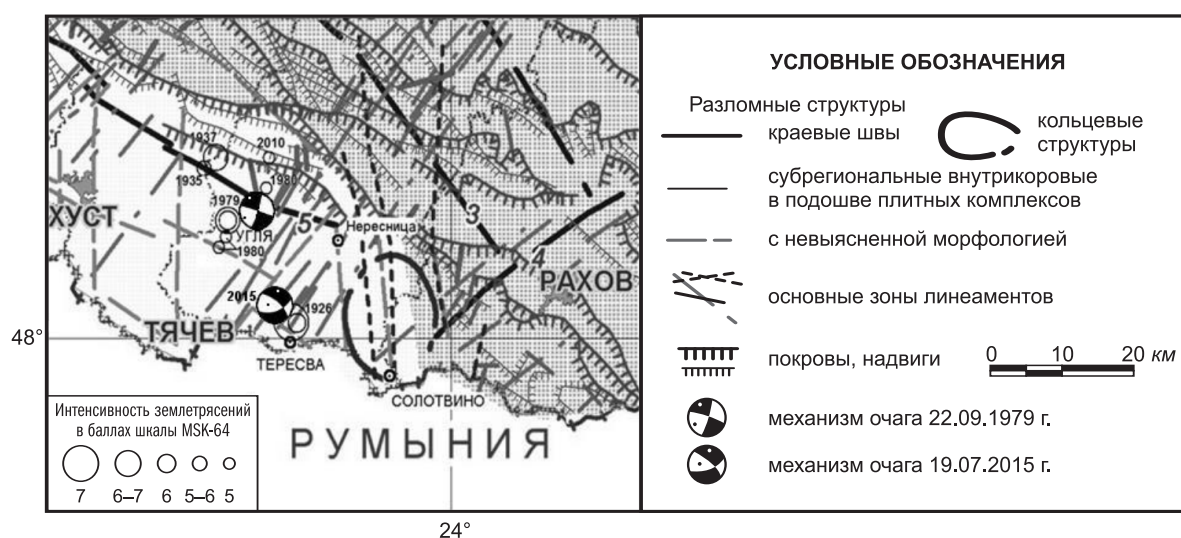 1937
2010
1935
1980
ХУСТ
1979
5
3
Нересница
УГЛЯ
1980
4
РАХОВ
2015
1926
48°
ТЯЧЕВ
ТЕРЕСВА
СОЛОТВИНО
РУМЫНИЯ
Интенсивность землетрясений
в баллах шкалы MSK-64
7 6–7 6 5–6 5
24°
УСЛОВНЫЕ ОБОЗНАЧЕНИЯ
Разломные структуры
краевые швы
кольцевые
структуры
субрегиональные внутрикоровые
в подошве плитных комплексов
с невыясненной морфологией
основные зоны линеаментов
покровы, надвиги
0 10 20 км
механизм очага 22.09.1979 г.
механизм очага 19.07.2015 г.